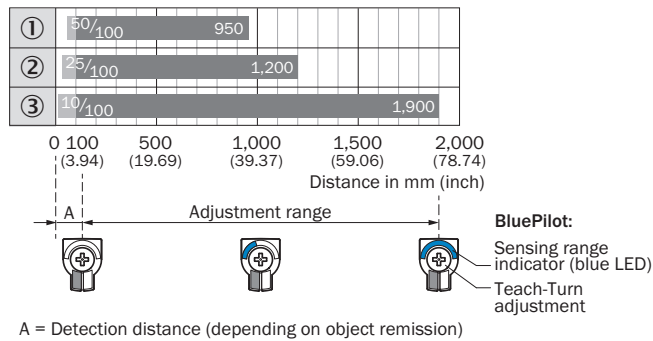 ① 50/100 950
② 25/100 1,200
③ 10/100 1,900
0 100 500 1,000 1,500 2,000
(3.94) (19.69) (39.37) (59.06) (78.74)
Distance in mm (inch)
A Adjustment range
BluePilot:
Sensing range
indicator (blue LED)
Teach-Turn
adjustment
A = Detection distance (depending on object remission)